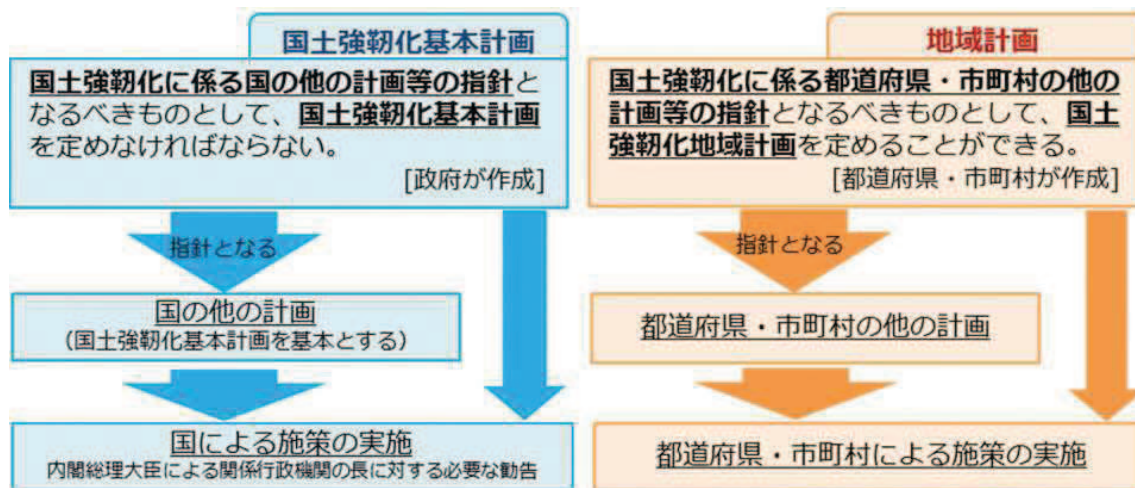 国土強靭化基本計画
国土強靭化に係る国の他の計画等の指針と
なるべきものとして、国土強靭化基本計画
を定めなければならない。
[政府が作成]
指針となる
国の他の計画
(国土強靭化基本計画を基本とする)
国による施策の実施
内閣総理大臣による関係行政機関の長に対する必要な勧告
地域計画
国土強靭化に係る都道府県・市町村の他の
計画等の指針となるべきものとして、国土
強靭化地域計画を定めることができる。
[都道府県・市町村が作成]
指針となる
都道府県・市町村の他の計画
都道府県・市町村による施策の実施